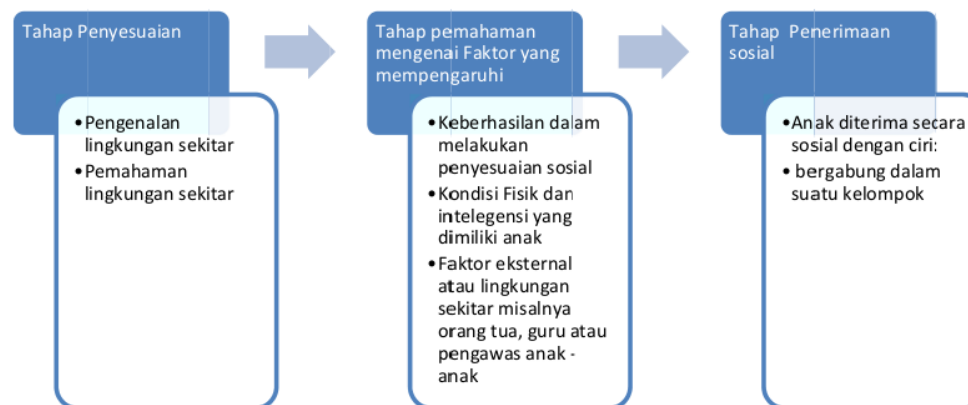 Tahap Penyesuaian
•Pengenalan
lingkungan sekitar
•Pemahaman
lingkungan sekitar
Tahap pemahaman
mengenai Faktor yang
mempengaruhi
•Keberhasilan dalam
melakukan
penyesuaian sosial
•Kondisi Fisik dan
intelegensi yang
dimiliki anak
•Faktor eksternal
atau lingkungan
sekitar misalnya
orang tua, guru atau
pengawas anak -
anak
Tahap Penerimaan
sosial
•Anak diterima secara
sosial dengan ciri:
• bergabung dalam
suatu kelompok